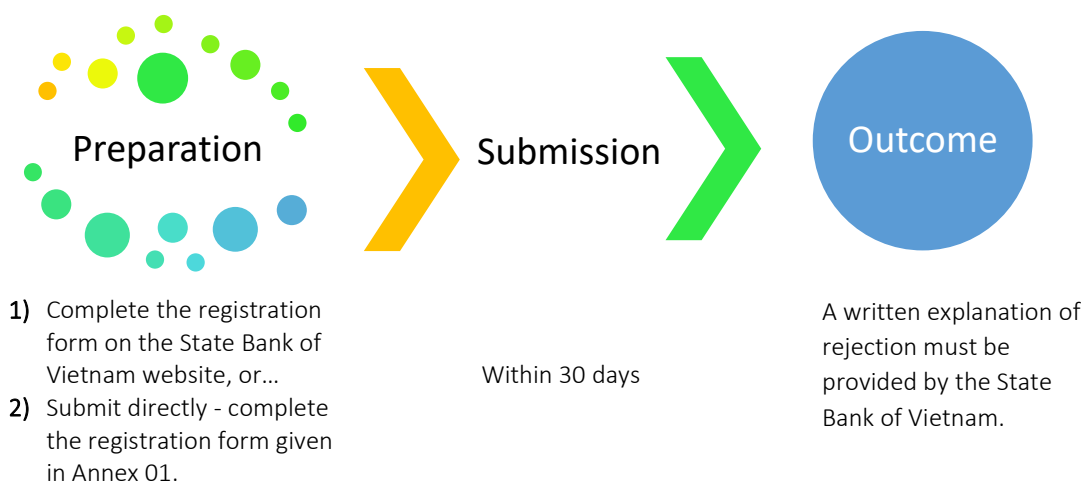 Preparation
Submission
Outcome
1) Complete the registration
form on the State Bank of
Vietnam website, or…
2) Submit directly - complete
the registration form given
in Annex 01.
Within 30 days
A written explanation of
rejection must be
provided by the State
Bank of Vietnam.